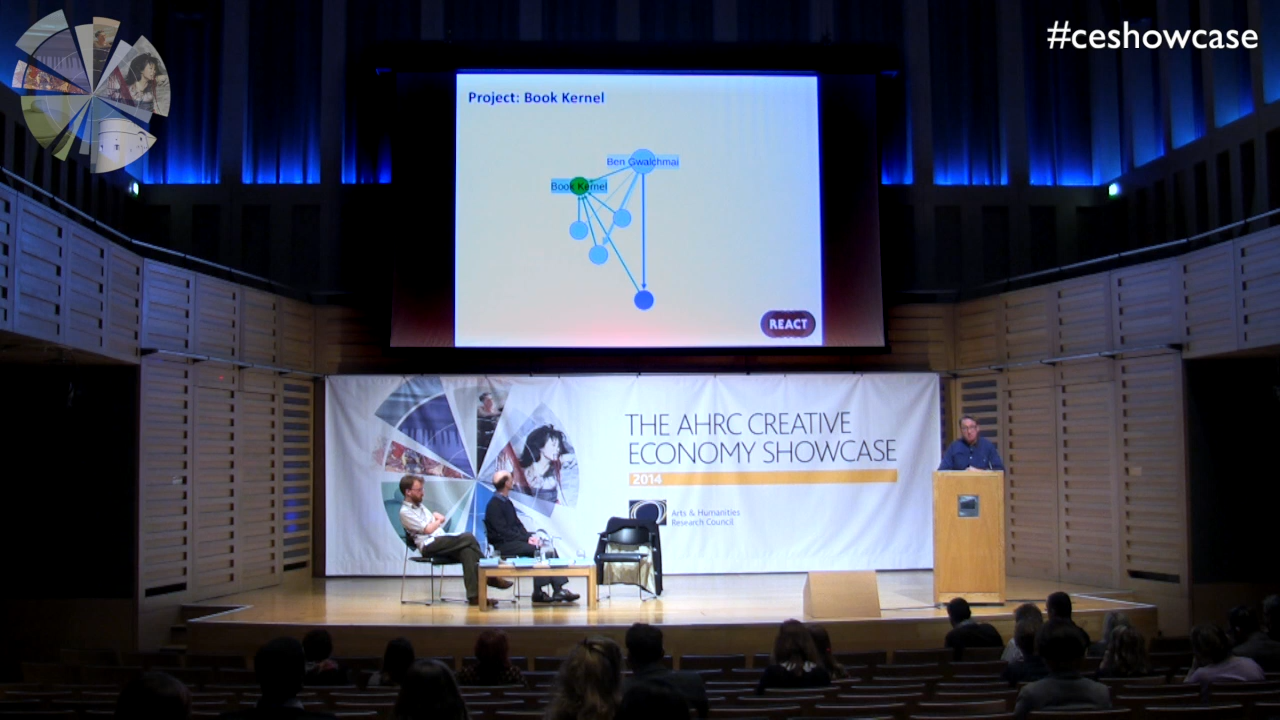 #ceshowcase
Project: Book Kernel
Ben Gwalchmai
Book Kernel
REACT
THE AHRC CREATIVE
ECONOMY SHOWCASE
2014
Arts & Humanities
Research Council